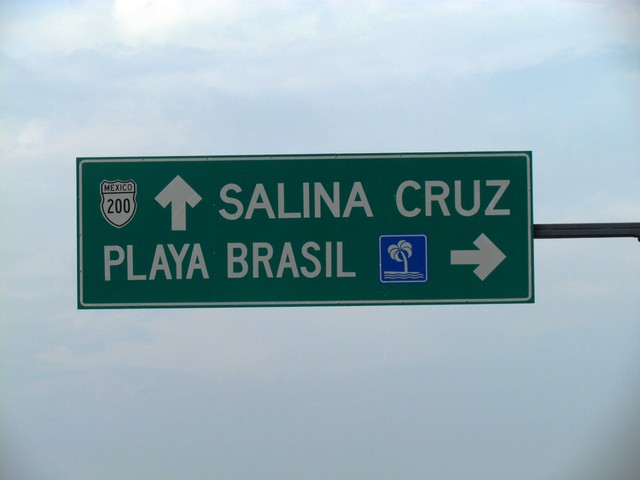 MEXICO
200
SALINA CRUZ
PLAYA BRASIL